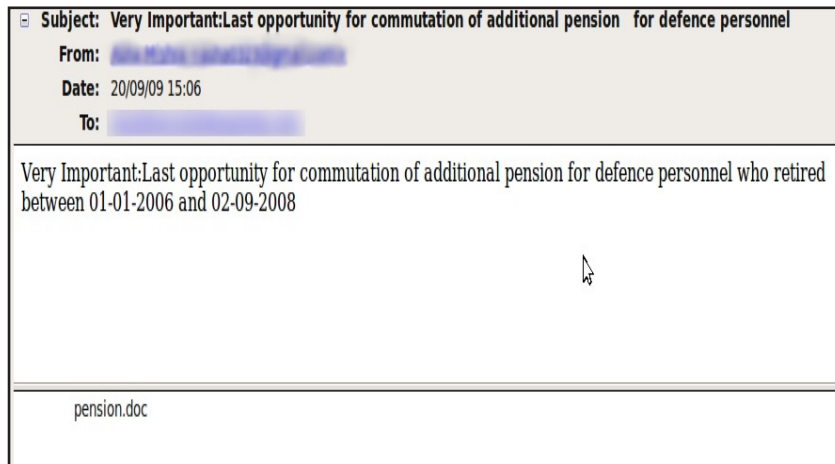 Subject: Very Important:Last opportunity for commutation of additional pension for defence personnel
From:
Date: 20/09/09 15:06
To:
Very Important:Last opportunity for commutation of additional pension for defence personnel who retired
between 01-01-2006 and 02-09-2008
pension.doc